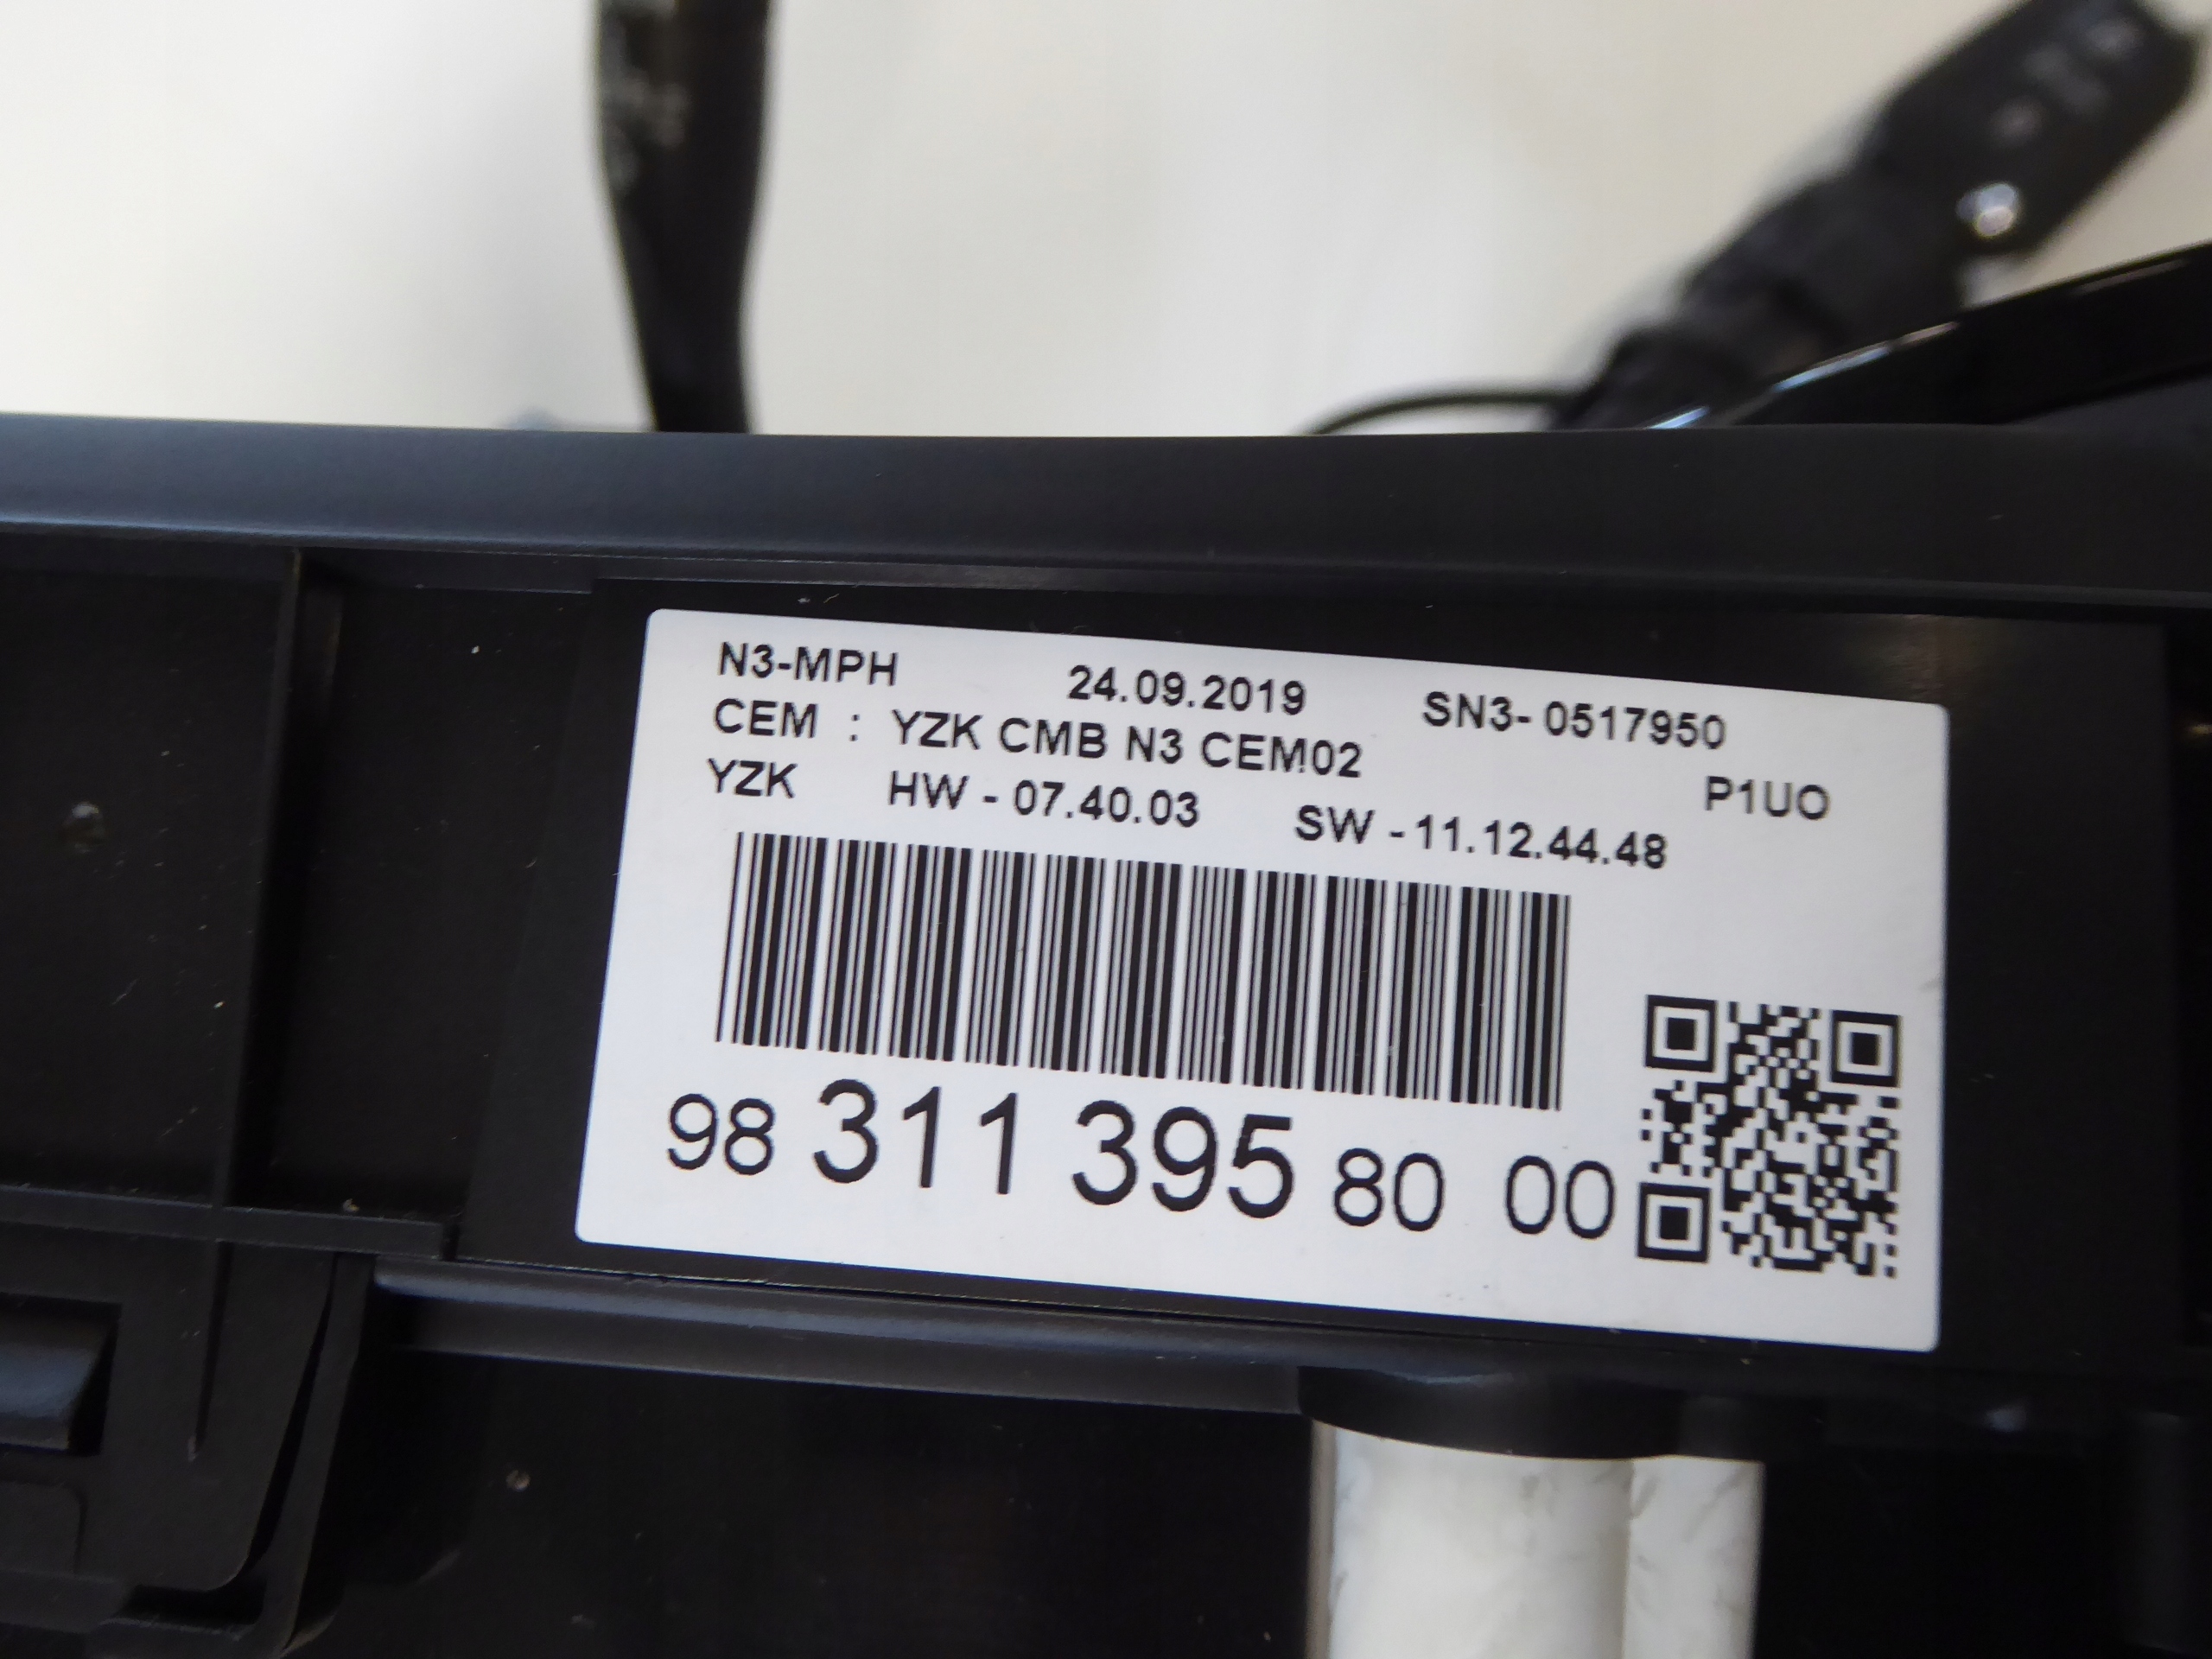 N3-MPH 24.09.2019 SN3- 0517950
CEM : YZK CMB N3 CEM02 P1UO
YZK HW - 07.40.03 SW -11.12.44.48
98 311 395 80 00